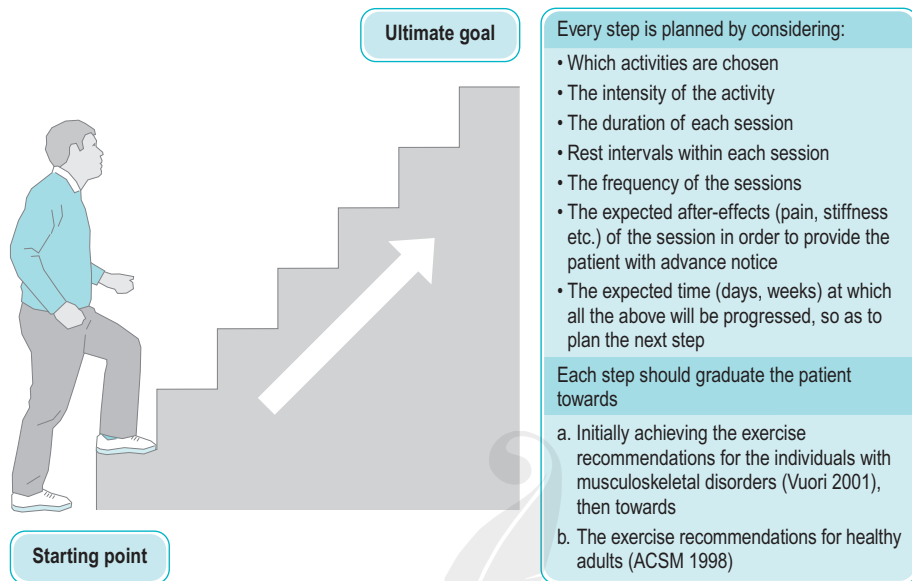 Ultimate goal
Starting point
Every step is planned by considering:
• Which activities are chosen
• The intensity of the activity
• The duration of each session
• Rest intervals within each session
• The frequency of the sessions
• The expected after-effects (pain, stiffness
etc.) of the session in order to provide the
patient with advance notice
• The expected time (days, weeks) at which
all the above will be progressed, so as to
plan the next step
Each step should graduate the patient
towards
a. Initially achieving the exercise
recommendations for the individuals with
musculoskeletal disorders (Vuori 2001),
then towards
b. The exercise recommendations for healthy
adults (ACSM 1998)